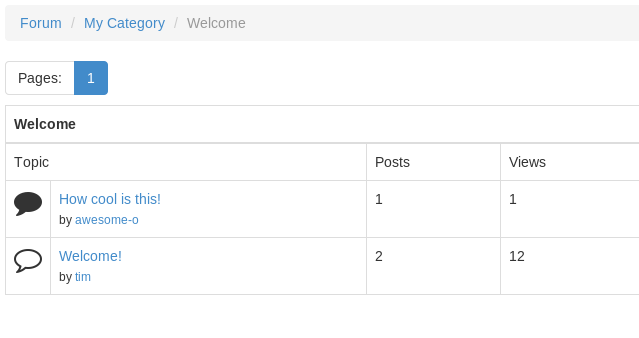 Forum / My Category / Welcome
Pages: 1
Welcome
Topic Posts Views
How cool is this! 1 1
by awesome-o
Welcome! 2 12
by tim